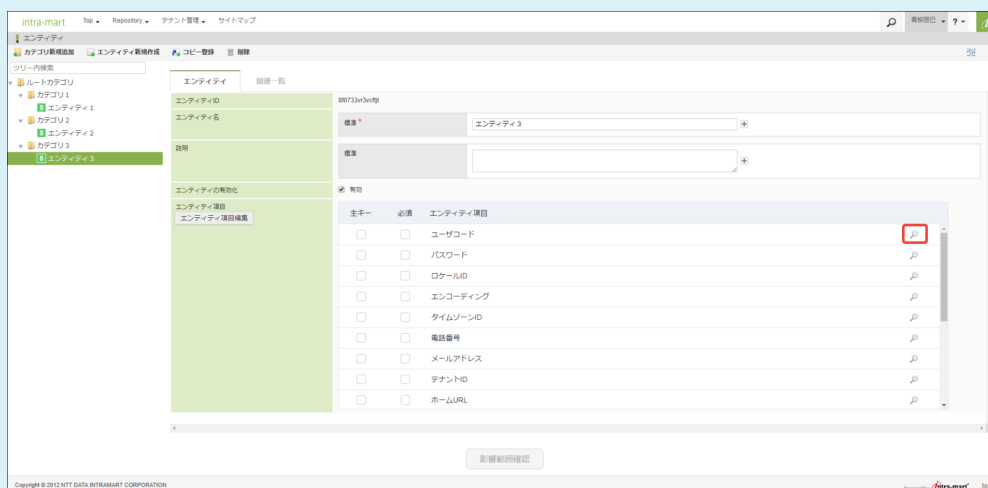 intra-mart Top Repository テナント管理 サイトマップ 青柳辰巳 ?
エンティティ
カテゴリ新規追加 エンティティ新規作成 コピー登録 削除
ツリー内検索
ルートカテゴリ
カテゴリ1
エンティティ1
カテゴリ2
エンティティ2
カテゴリ3
エンティティ3
エンティティ 関連一覧
エンティティID
エンティティ名 標準* エンティティ3
説明 標準
エンティティの有効化 有効
エンティティ項目
エンティティ項目編集
主キー 必須 エンティティ項目
ユーザコード
パスワード
ロケールID
エンコーディング
タイムゾーンID
電話番号
メールアドレス
テナントID
ホームURL
影響範囲確認
Copyright © 2012 NTT DATA INTRAMART CORPORATION
intra-mart